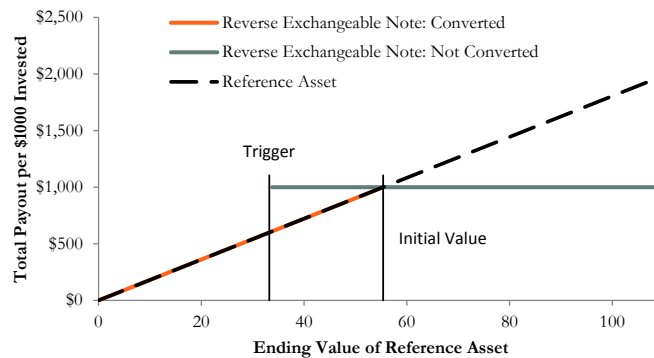 Total Payout per $1000 Invested
$2,500
$2,000
$1,500
$1,000
$500
$0
Reverse Exchangeable Note: Converted
Reverse Exchangeable Note: Not Converted
Reference Asset
Trigger
Initial Value
0
20
40
60
80
100
Ending Value of Reference Asset